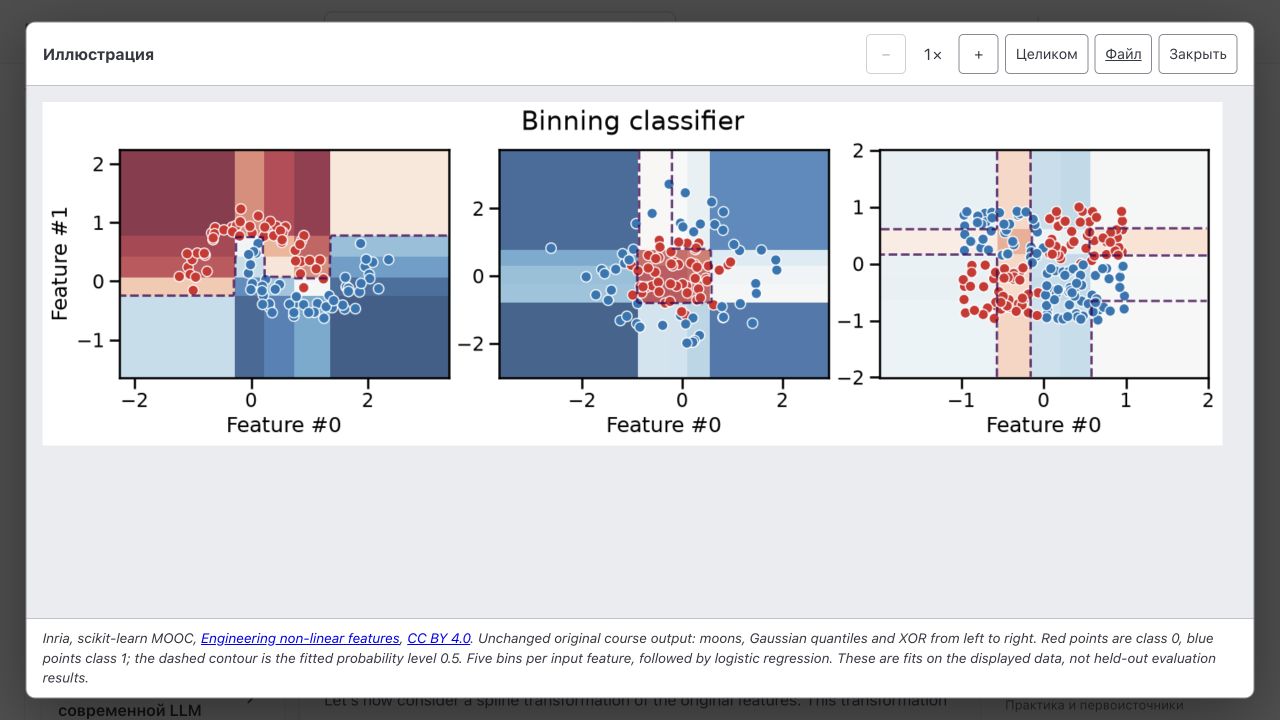 Иллюстрация
−
1×
+
Целиком
Файл
Закрыть
Binning classifier
Feature #1
2
1
0
−1
−2
0
2
Feature #0
2
0
−2
−2
0
2
Feature #0
2
1
0
−1
−2
−1
0
1
2
Feature #0
Inria, scikit-learn MOOC, Engineering non-linear features, CC BY 4.0. Unchanged original course output: moons, Gaussian quantiles and XOR from left to right. Red points are class 0, blue
points class 1; the dashed contour is the fitted probability level 0.5. Five bins per input feature, followed by logistic regression. These are fits on the displayed data, not held-out evaluation
results.
современной LLM
Let's now consider a spline transformation of the original features. This transformation
Практика и первоисточники